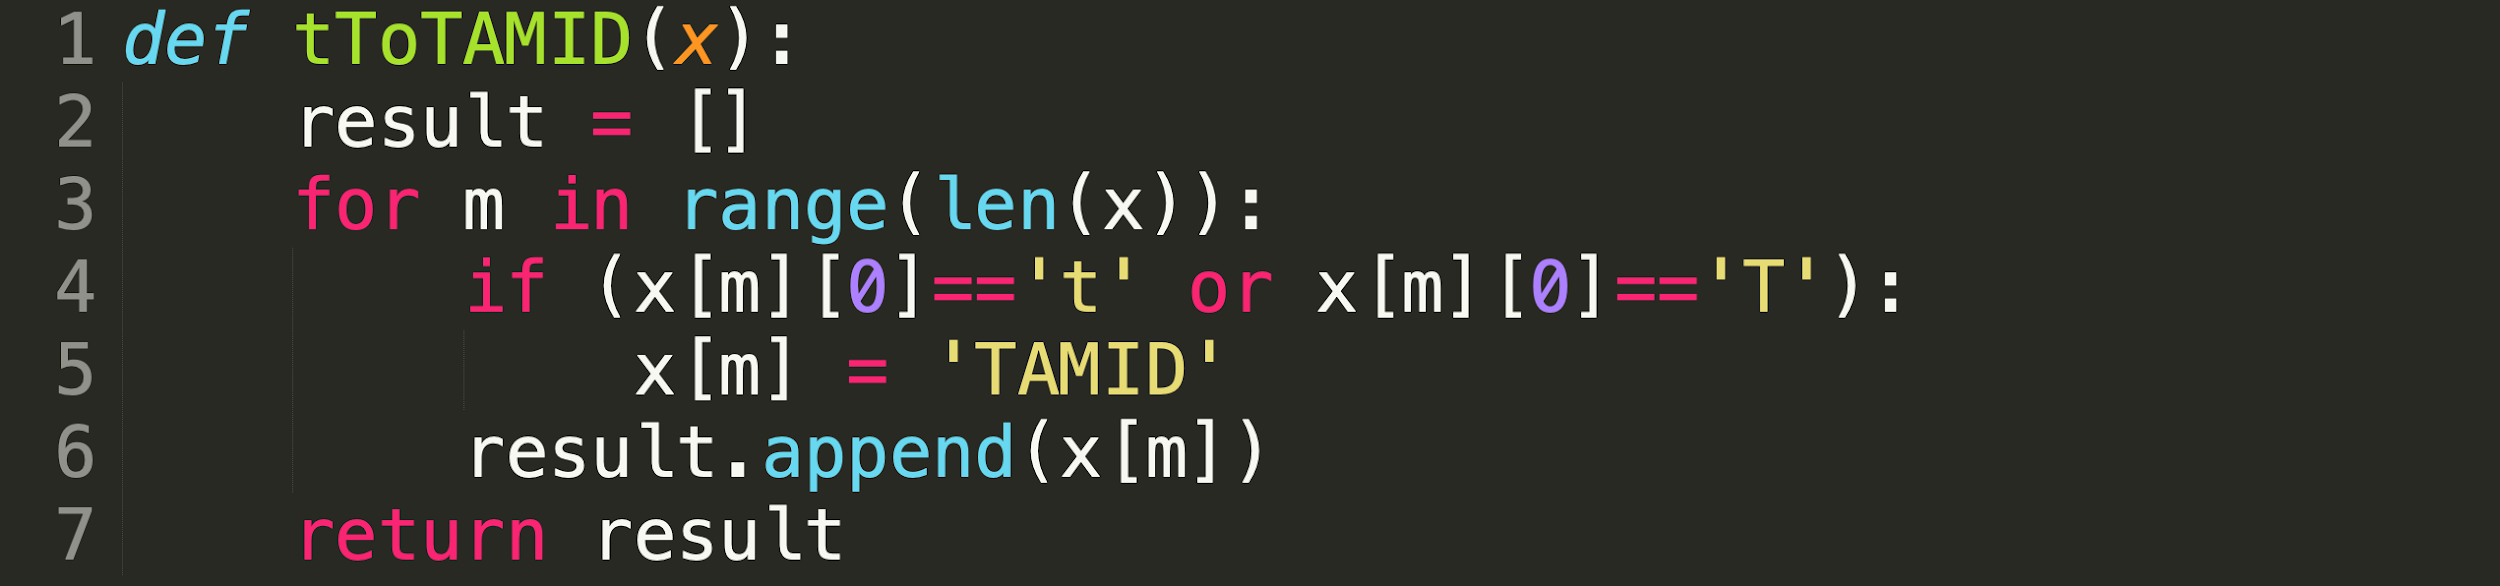 1 def tToTAMID(x):
2     result = []
3     for m in range(len(x)):
4         if (x[m][0]=='t' or x[m][0]=='T'):
5             x[m] = 'TAMID'
6         result.append(x[m])
7     return result